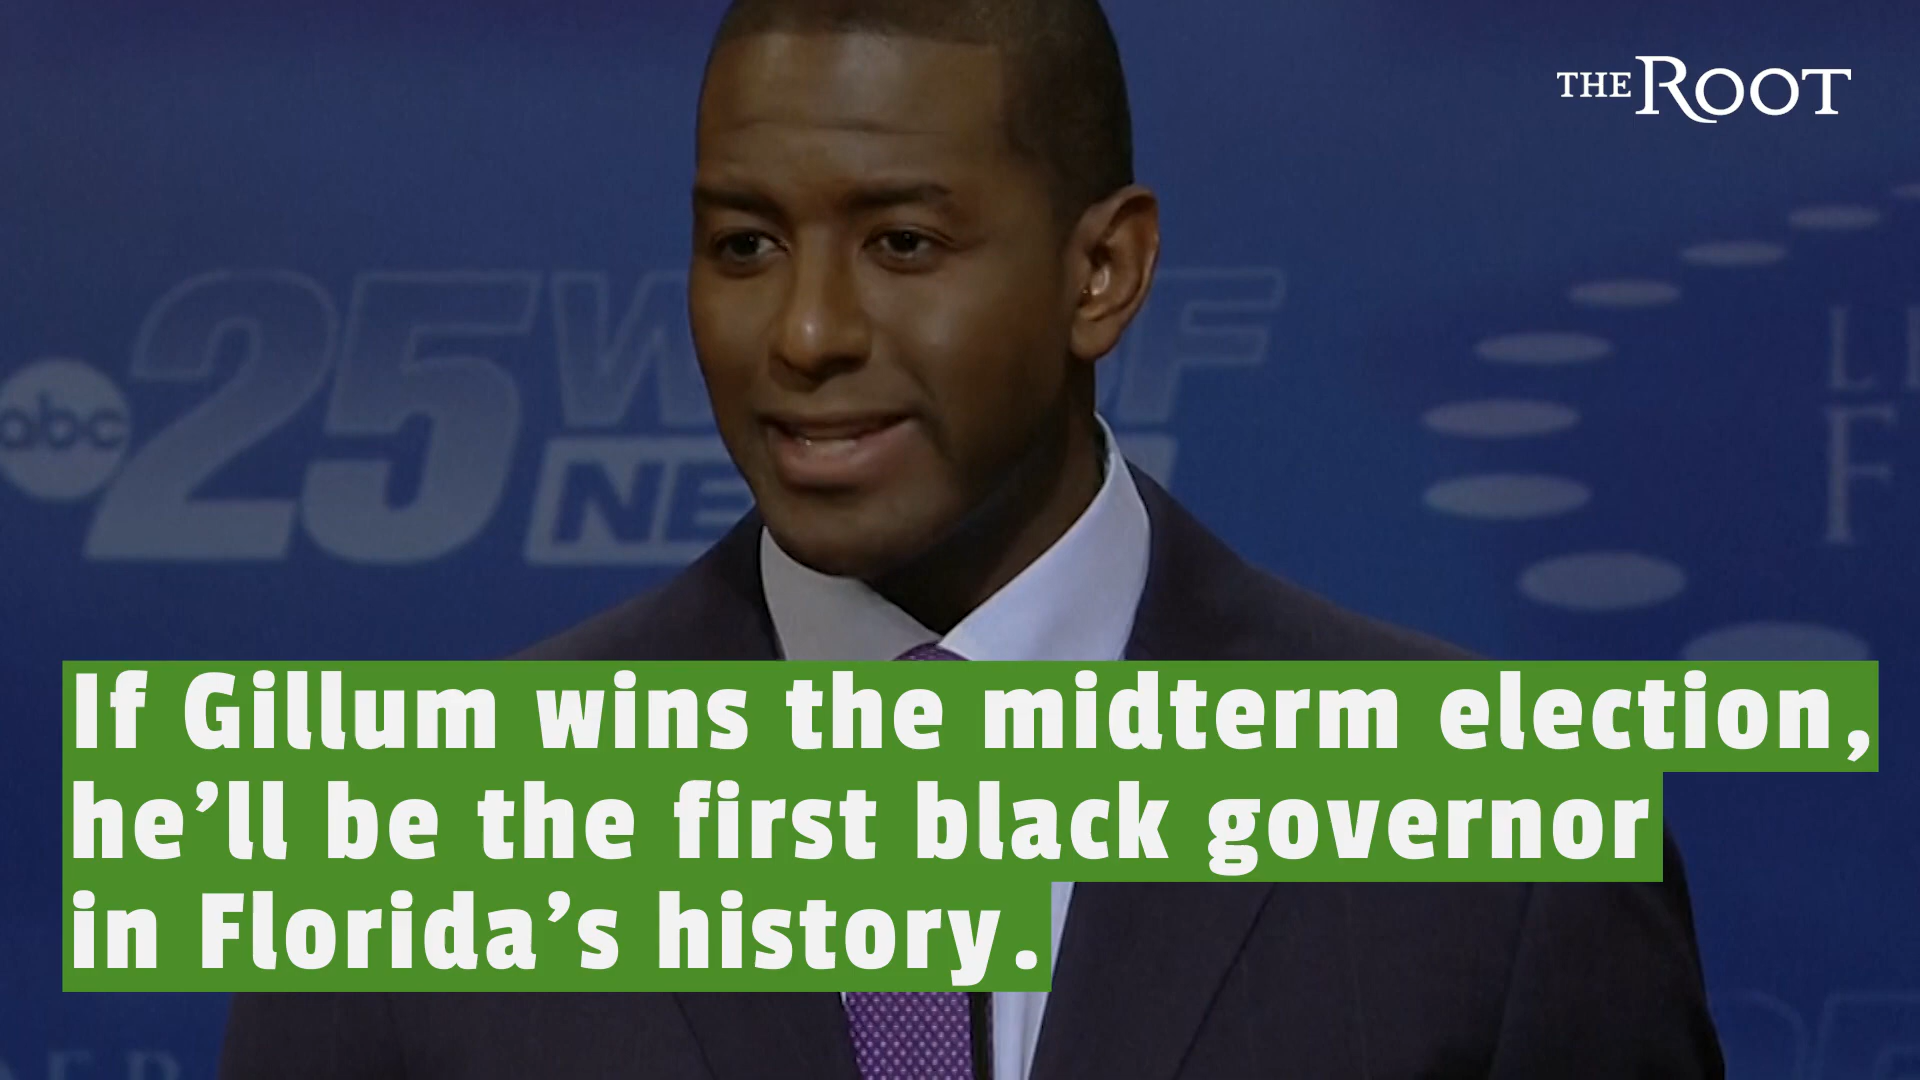 THE ROOT
abc 25 W F
NE
If Gillum wins the midterm election,
he’ll be the first black governor
in Florida’s history.